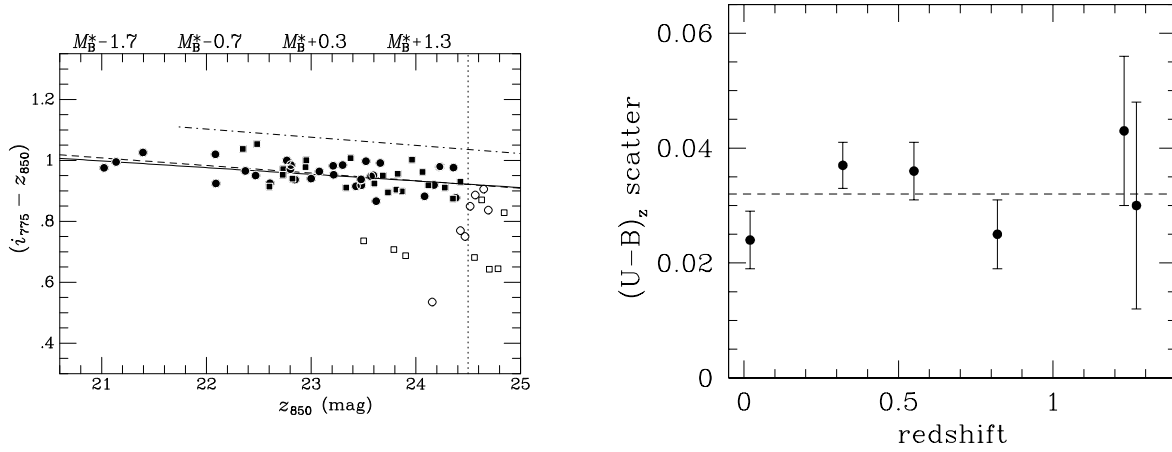 M*B−1.7 M*B−0.7 M*B+0.3 M*B+1.3
1.2
1
.8
.6
.4
(i775 − z850)
21 22 23 24 25
z850 (mag)
0.06
0.04
0.02
0
(U−B)z scatter
0 0.5 1
redshift